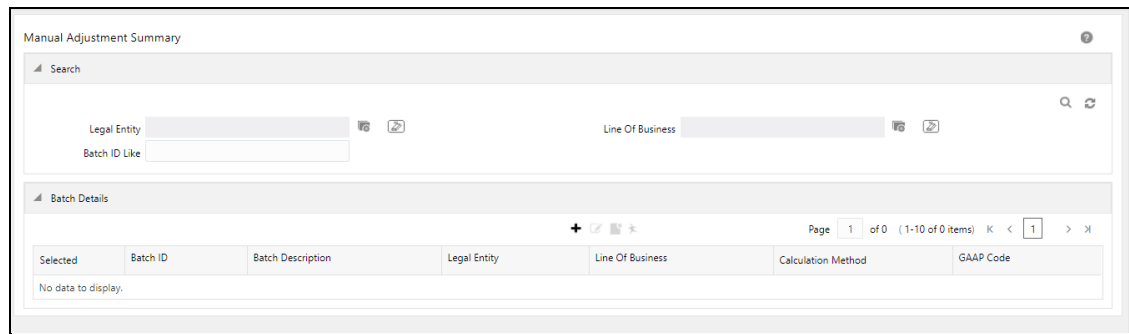 Manual Adjustment Summary
Search
Legal Entity Line Of Business
Batch ID Like
Batch Details
Page 1 of 0 (1-10 of 0 items) 1
Selected Batch ID Batch Description Legal Entity Line Of Business Calculation Method GAAP Code
No data to display.